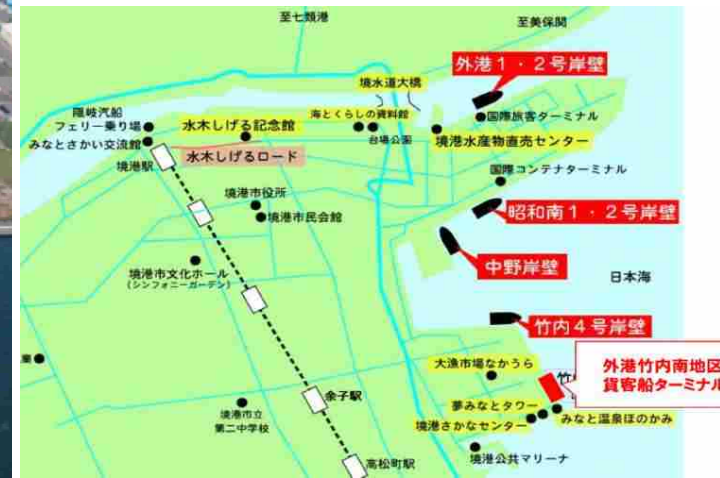 至七類港
至美保関
外港1・2号岸壁
境水道大橋
隠岐汽船
フェリー乗り場
水木しげる記念館
海とくらしの資料館
国際旅客ターミナル
みなとさかい交流館
台場公園
境港水産物直売センター
境港駅
水木しげるロード
国際コンテナターミナル
境港市役所
境港市民会館
昭和南1・2号岸壁
中野岸壁
日本海
境港市文化ホール
(シンフォニーガーデン)
竹内4号岸壁
大漁市場なかうら
外港竹内南地区
貨客船ターミナル
竹
余子駅
夢みなとタワー
境港市立
第二中学校
境港さかなセンター
みなと温泉ほのかみ
境港公共マリーナ
高松町駅